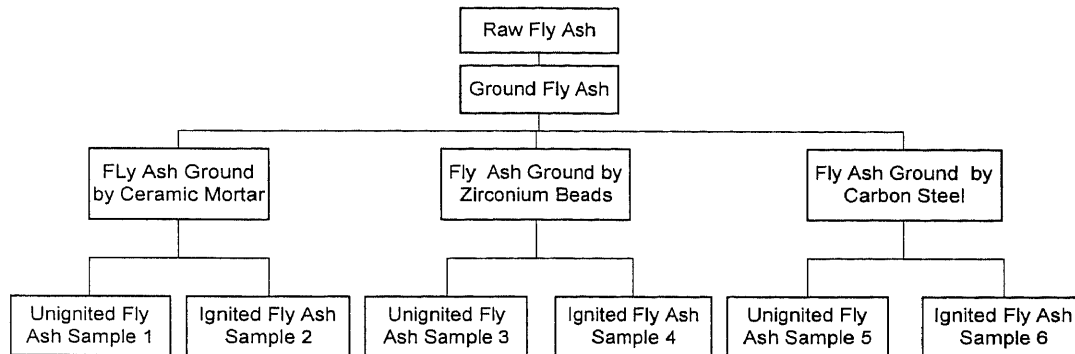 Raw Fly Ash
Ground Fly Ash
FLy Ash Ground
by Ceramic Mortar
Fly Ash Ground by
Zirconium Beads
Fly Ash Ground by
Carbon Steel
Unignited Fly
Ash Sample 1
Ignited Fly Ash
Sample 2
Unignited Fly
Ash Sample 3
Ignited Fly Ash
Sample 4
Unignited Fly
Ash Sample 5
Ignited Fly Ash
Sample 6